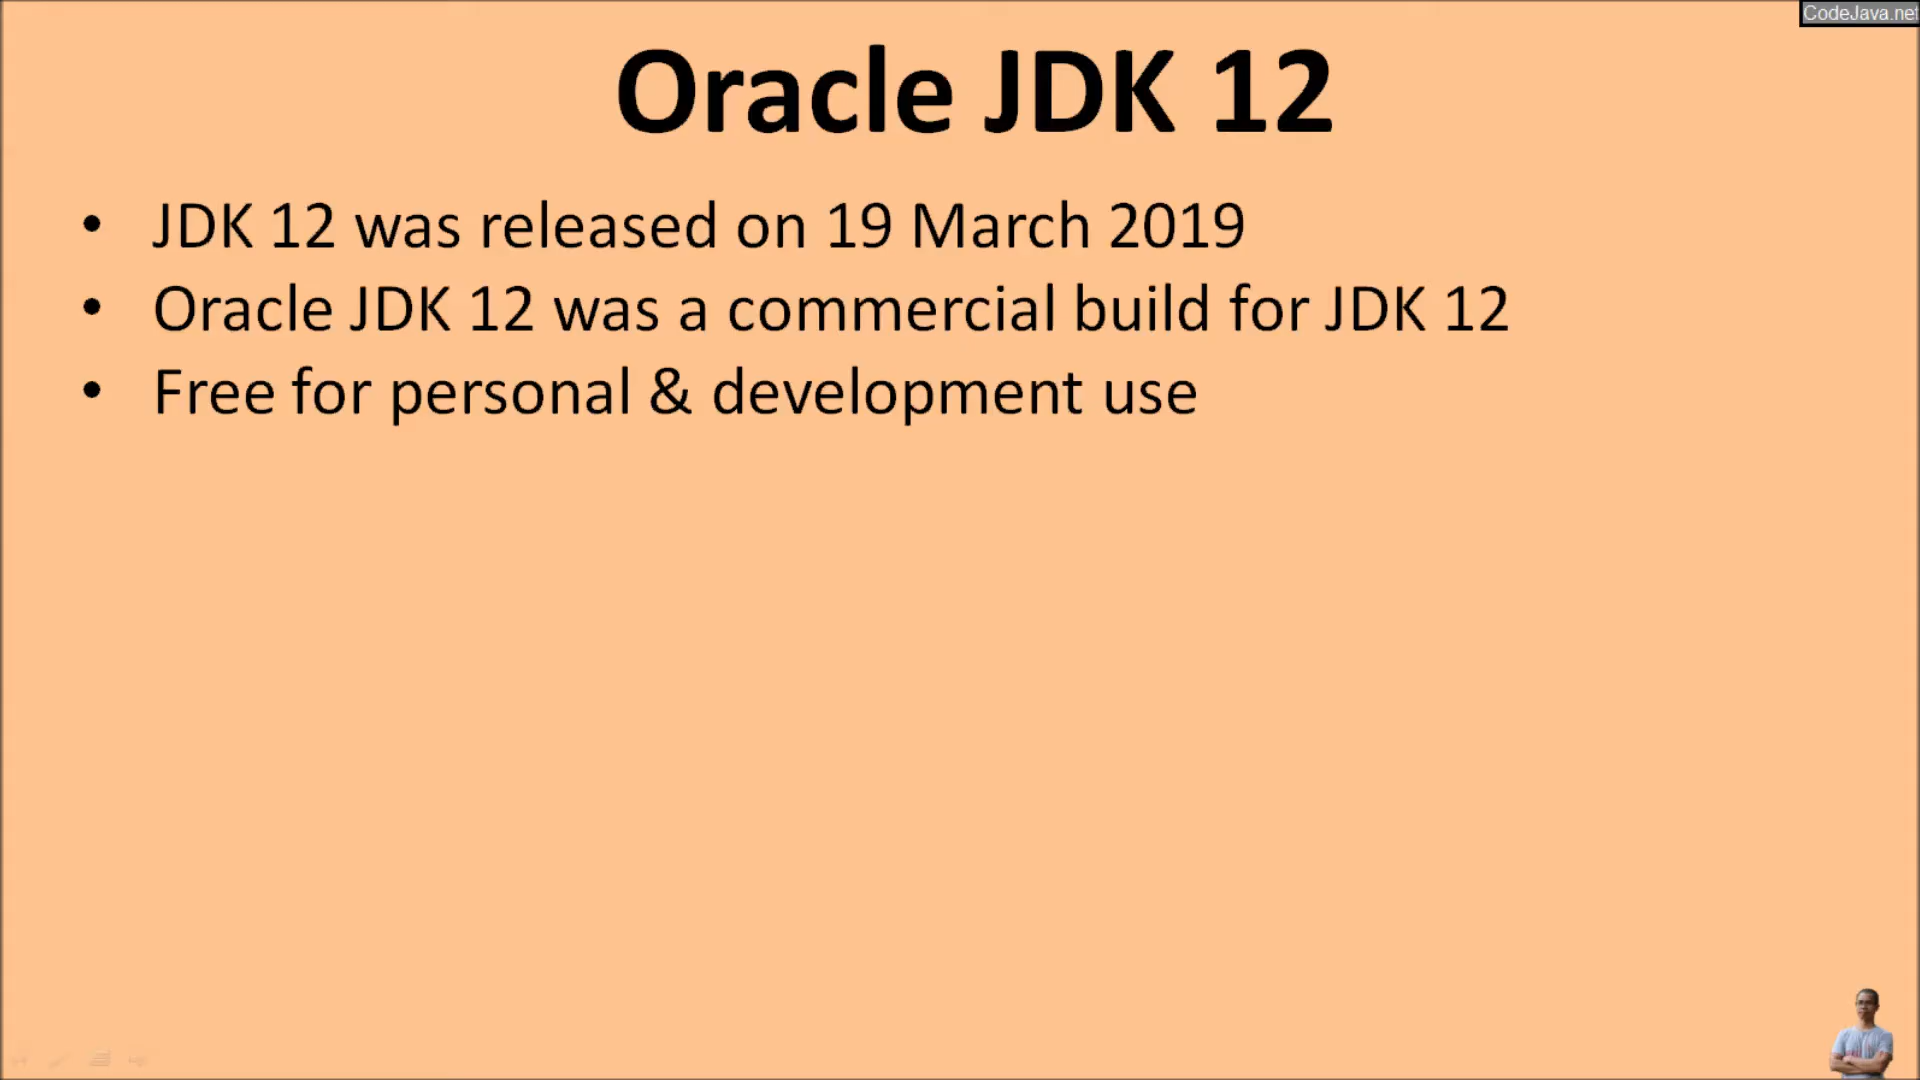 CodeJava.net
Oracle JDK 12
• JDK 12 was released on 19 March 2019
• Oracle JDK 12 was a commercial build for JDK 12
• Free for personal & development use